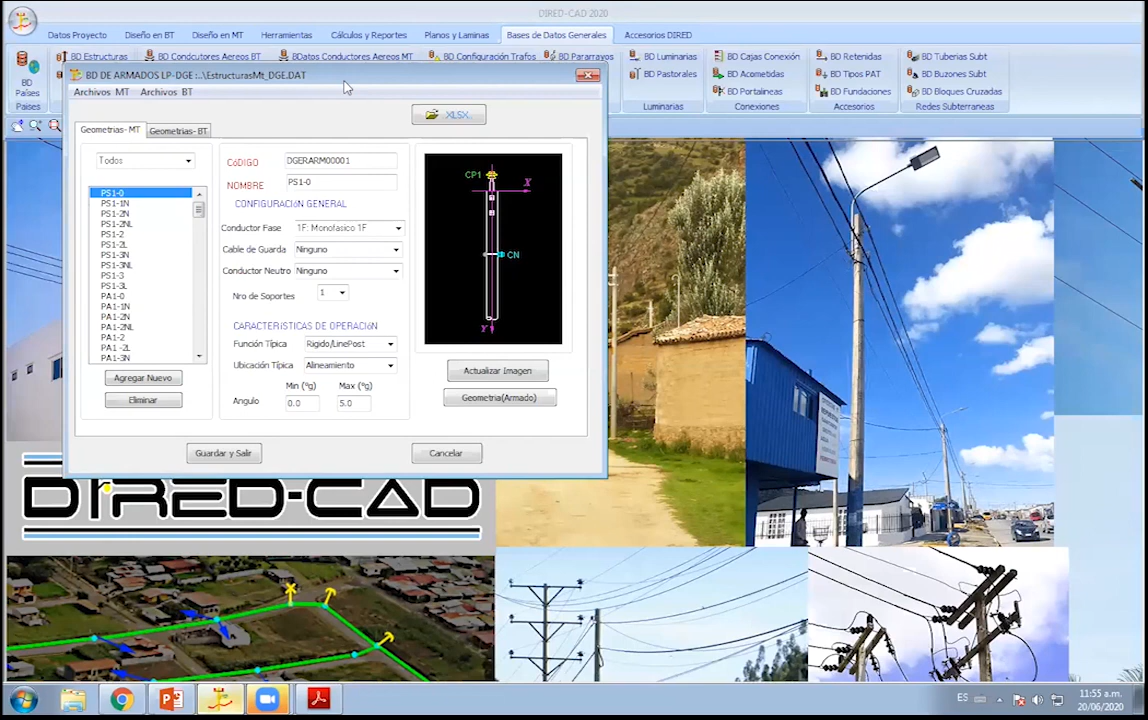 DIRED-CAD 2020
Datos Proyecto
Diseño en BT
Diseño en MT
Herramientas
Cálculos y Reportes
Planos y Laminas
Bases de Datos Generales
Accesorios DIRED
BD Estructuras
BD Conducotores Aereos BT
BDatos Conductores Aereos MT
BD Configuración Trafos
BD Pararrayos
BD Luminarias
BD Cajas Conexión
BD Retenidas
BD Tuberias Subt
BD Pastorales
BD Acometidas
BD Tipos PAT
BD Buzones Subt
BD Países
BD Portalineas
BD Fundaciones
BD Bloques Cruzadas
Paises
Luminarias
Conexiones
Accesorios
Redes Subterraneas
BD DE ARMADOS LP-DGE :..\EstructurasMt_DGE.DAT
Archivos MT
Archivos BT
XLSX
Geometrias- MT
Geometrias- BT
Todos
PS1-0
PS1-1N
PS1-2N
PS1-2NL
PS1-2
PS1-2L
PS1-3N
PS1-3NL
PS1-3
PS1-3L
PA1-0
PA1-1N
PA1-2N
PA1-2NL
PA1-2
PA1-2L
PA1-3N
Agregar Nuevo
Eliminar
CóDIGO
DGERARM00001
NOMBRE
PS1-0
CONFIGURACIóN GENERAL
Conductor Fase
1F: Monofasico 1F
Cable de Guarda
Ninguno
Conductor Neutro
Ninguno
Nro de Soportes
1
CARACTERíSTICAS DE OPERACIóN
Función Típica
Rigido/LinePost
Ubicación Típica
Alineamiento
Min (ºg)
Max (ºg)
Angulo
0.0
5.0
CP1
X
CN
Y
Actualizar Imagen
Geometria(Armado)
Guardar y Salir
Cancelar
DIRED-CAD
ES
11:55 a.m.
20/06/2020